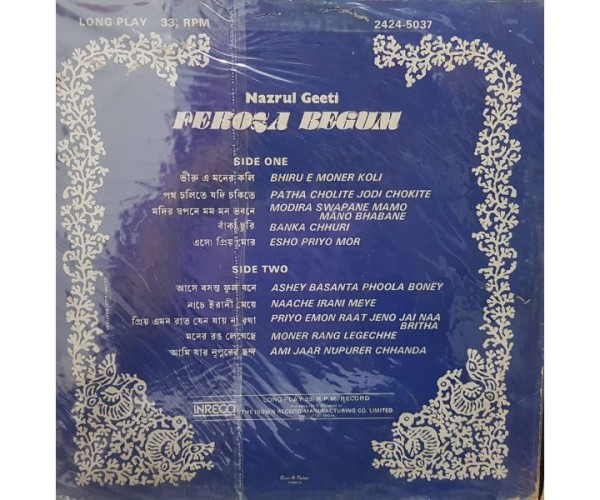 LONG PLAY 33⅓ RPM 2424-5037
Nazrul Geeti
FEROZA BEGUM
SIDE ONE
ভীরু এ মনের কলি BHIRU E MONER KOLI
পথ চলিতে যদি চকিতে PATHA CHOLITE JODI CHOKITE
মদির স্বপনে মম মন ভবনে MODIRA SWAPANE MAMO
MANO BHABANE
বাঁকা ছুরি BANKA CHHURI
এসো প্রিয় মোর ESHO PRIYO MOR
SIDE TWO
আসে বসন্ত ফুল বনে ASHEY BASANTA PHOOLA BONEY
নাচে ইরানী মেয়ে NAACHE IRANI MEYE
প্রিয় এমন রাত যেন যায় না বৃথা PRIYO EMON RAAT JENO JAI NAA
BRITHA
মনের রঙ লেগেছে MONER RANG LEGECHHE
আমি যার নুপুরের ছন্দ AMI JAAR NUPURER CHHANDA
LONG PLAY 33⅓ R.P.M. RECORD
INRECO
THE INDIAN RECORD MANUFACTURING CO. LIMITED